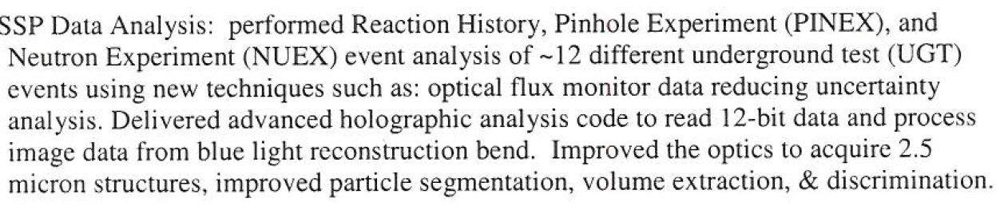 SSP Data Analysis: performed Reaction History, Pinhole Experiment (PINEX), and
Neutron Experiment (NUEX) event analysis of ~12 different underground test (UGT)
events using new techniques such as: optical flux monitor data reducing uncertainty
analysis. Delivered advanced holographic analysis code to read 12-bit data and process
image data from blue light reconstruction bend. Improved the optics to acquire 2.5
micron structures, improved particle segmentation, volume extraction, & discrimination.